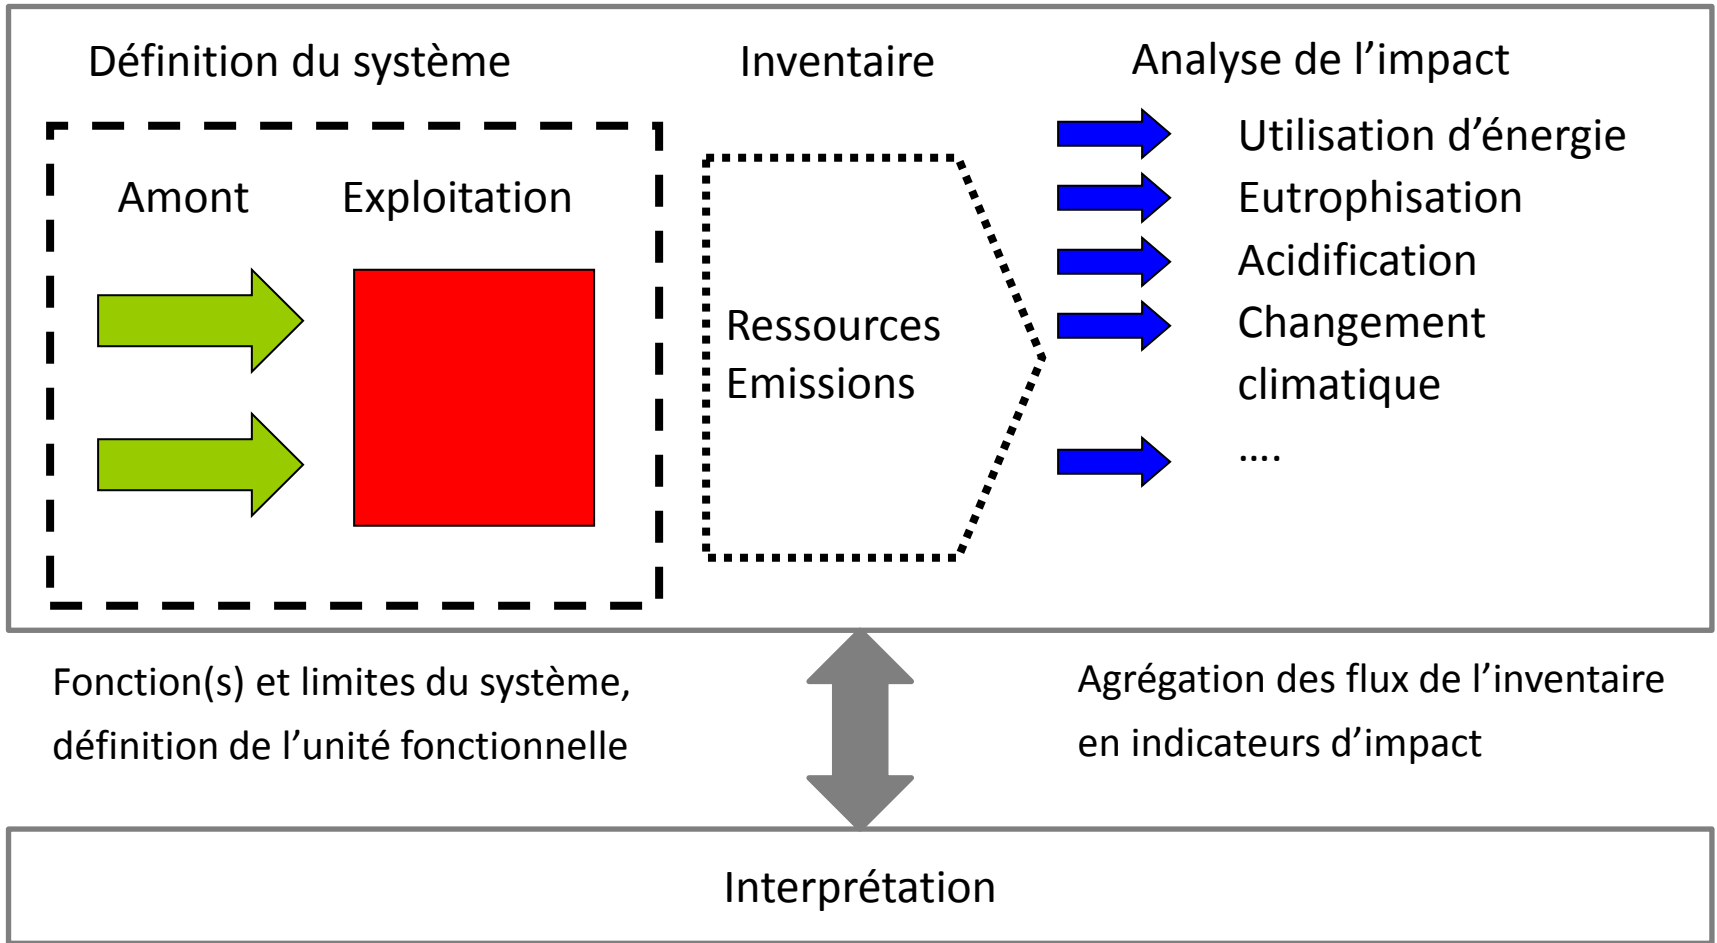 Définition du système
Inventaire
Analyse de l’impact
Amont
Exploitation
Ressources
Emissions
Utilisation d’énergie
Eutrophisation
Acidification
Changement
climatique
....
Fonction(s) et limites du système,
définition de l’unité fonctionnelle
Agrégation des flux de l’inventaire
en indicateurs d’impact
Interprétation